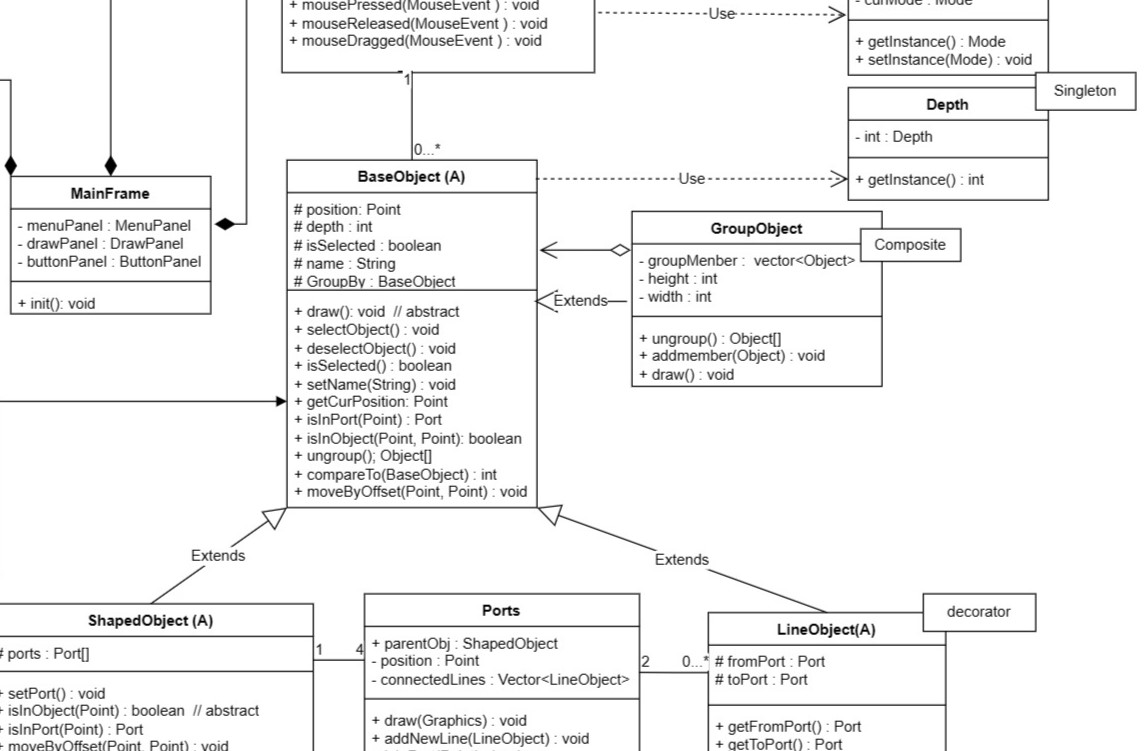 + mousePressed(MouseEvent ) : void
+ mouseReleased(MouseEvent ) : void
+ mouseDragged(MouseEvent ) : void
Use
- curMode : Mode
+ getInstance() : Mode
+ setInstance(Mode) : void
Singleton
1
0...*
Depth
- int : Depth
+ getInstance() : int
MainFrame
- menuPanel : MenuPanel
- drawPanel : DrawPanel
- buttonPanel : ButtonPanel
+ init(): void
BaseObject (A)
# position: Point
# depth : int
# isSelected : boolean
# name : String
# GroupBy : BaseObject
+ draw(): void // abstract
+ selectObject() : void
+ deselectObject() : void
+ isSelected() : boolean
+ setName(String) : void
+ getCurPosition: Point
+ isInPort(Point) : Port
+ isInObject(Point, Point): boolean
+ ungroup(); Object[]
+ compareTo(BaseObject) : int
+ moveByOffset(Point, Point) : void
Use
GroupObject
Composite
- groupMenber : vector<Object>
- height : int
- width : int
+ ungroup() : Object[]
+ addmember(Object) : void
+ draw() : void
Extends
Extends
Extends
ShapedObject (A)
# ports : Port[]
+ setPort() : void
+ isInObject(Point) : boolean // abstract
+ isInPort(Point) : Port
+ moveByOffset(Point, Point) : void
1
4
Ports
+ parentObj : ShapedObject
- position : Point
- connectedLines : Vector<LineObject>
+ draw(Graphics) : void
+ addNewLine(LineObject) : void
2
0...*
decorator
LineObject(A)
# fromPort : Port
# toPort : Port
+ getFromPort() : Port
+ getToPort() : Port